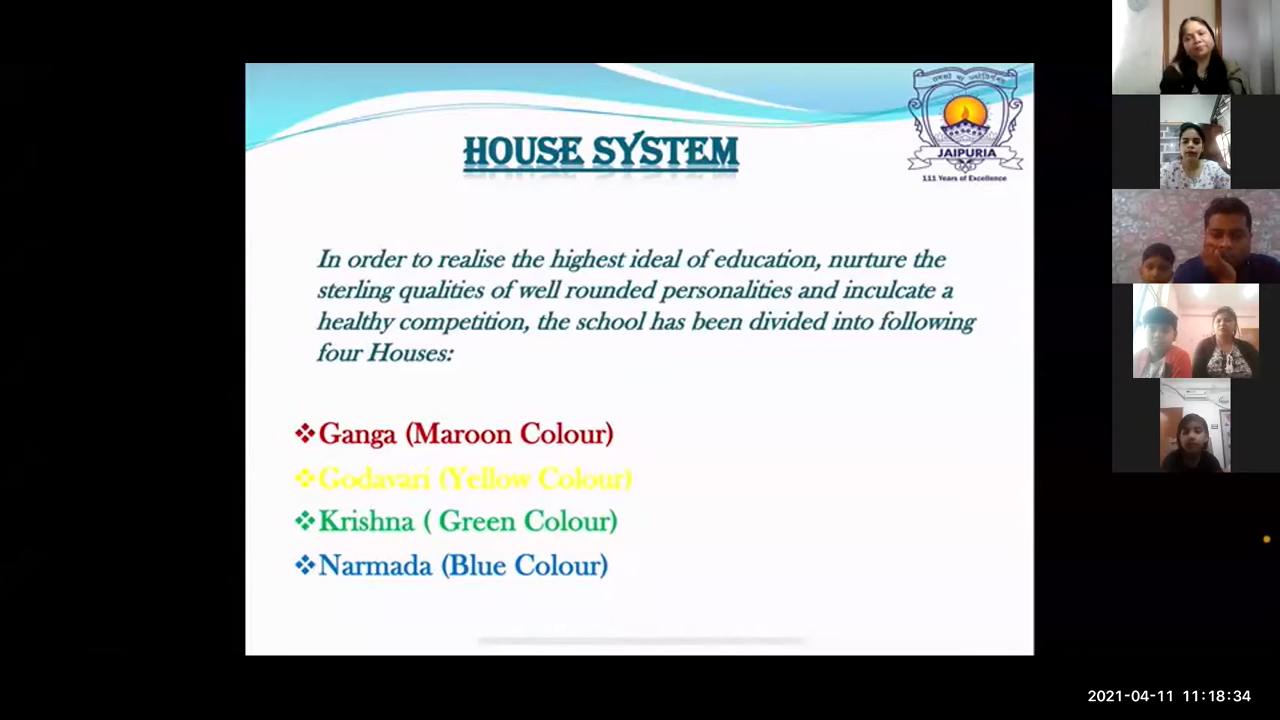 JAIPURIA
111 Years of Excellence
HOUSE SYSTEM
In order to realise the highest ideal of education, nurture the
sterling qualities of well rounded personalities and inculcate a
healthy competition, the school has been divided into following
four Houses:
❖Ganga (Maroon Colour)
❖Godavari (Yellow Colour)
❖Krishna ( Green Colour)
❖Narmada (Blue Colour)
2021-04-11 11:18:34